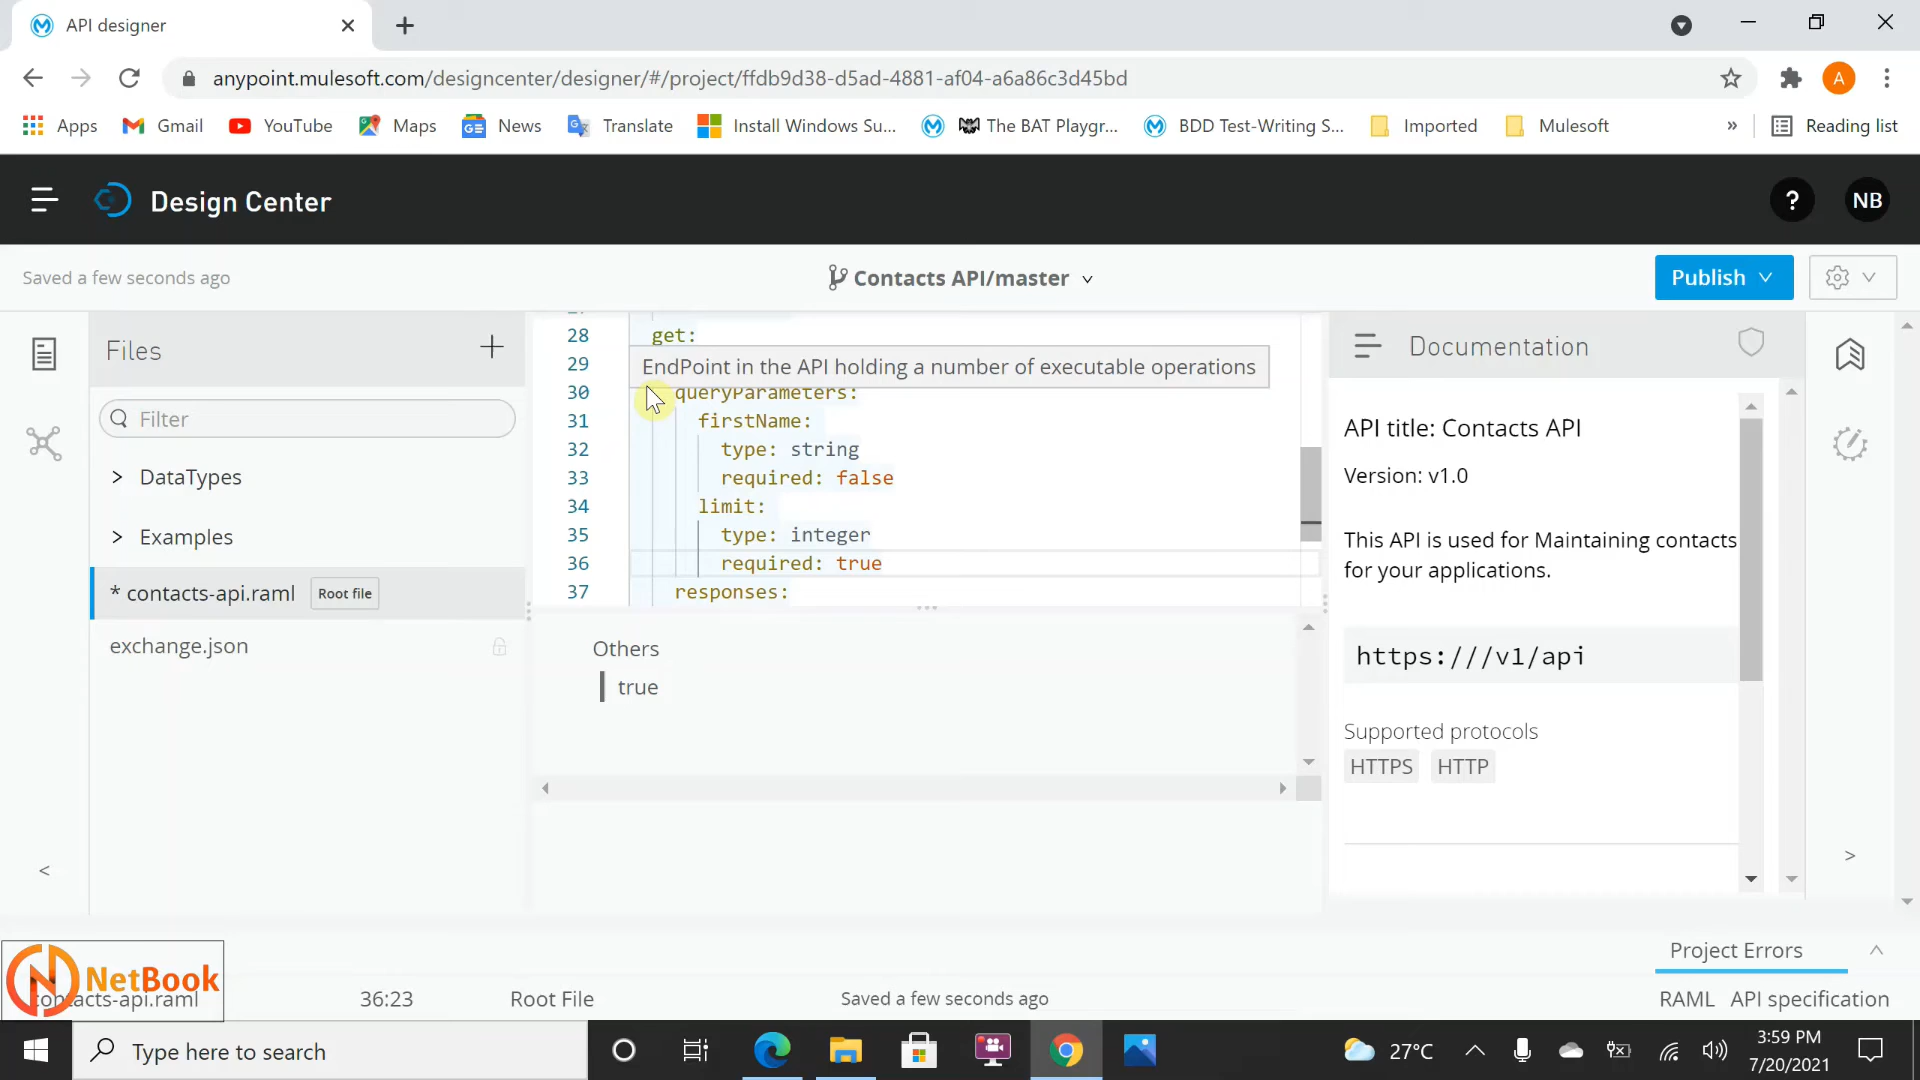 API designer
anypoint.mulesoft.com/designcenter/designer/#/project/ffdb9d38-d5ad-4881-af04-a6a86c3d45bd
A
Apps Gmail YouTube Maps News Translate Install Windows Su... The BAT Playgr... BDD Test-Writing S... Imported Mulesoft » Reading list
Design Center
? NB
Saved a few seconds ago
Contacts API/master
Publish
Files
Filter
> DataTypes
> Examples
* contacts-api.raml Root file
exchange.json
28 get:
29 EndPoint in the API holding a number of executable operations
30 queryParameters:
31 firstName:
32 type: string
33 required: false
34 limit:
35 type: integer
36 required: true
37 responses:
Others
true
Documentation
API title: Contacts API
Version: v1.0
This API is used for Maintaining contacts
for your applications.
https:///v1/api
Supported protocols
HTTPS HTTP
<
>
Project Errors
NetBook
contacts-api.raml 36:23 Root File Saved a few seconds ago RAML API specification
Type here to search
27°C
3:59 PM
7/20/2021